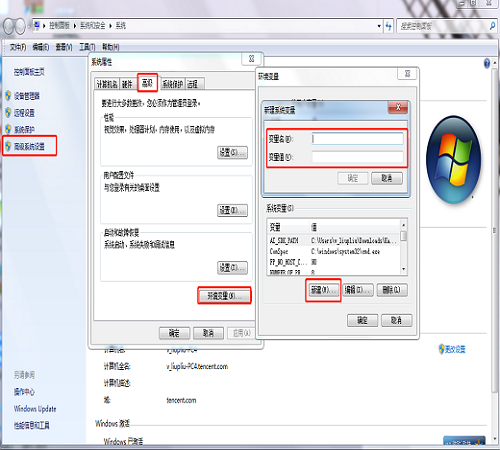 控制面板 ▸ 系统和安全 ▸ 系统
搜索控制面板
文件(F) 编辑(E) 查看(V) 工具(T) 帮助(H)
控制面板主页
设备管理器
远程设置
系统保护
高级系统设置
系统属性
计算机名 硬件 高级 系统保护 远程
要进行大多数更改，您必须作为管理员登录。
性能
视觉效果，处理器计划，内存使用，以及虚拟内存
设置(S)...
用户配置文件
与您登录有关的桌面设置
设置(E)...
启动和故障恢复
系统启动、系统失败和调试信息
设置(T)...
环境变量(N)...
确定 取消 应用(A)
环境变量
新建系统变量
变量名(N):
变量值(V):
确定 取消
系统变量(S)
变量 值
AI_SDK_PATH C:\Users\v_liupliu\Downloads\Ha...
ComSpec C:\windows\system32\cmd.exe
FP_NO_HOST_C... NO
NUMBER_OF_PR...
新建(W)... 编辑(I)... 删除(L)
确定 取消
计算机名: v_liupliu-PC4
更改设置
计算机全名: v_liupliu-PC4.tencent.com
计算机描述:
域: tencent.com
Windows 激活
Windows 已激活
另请参阅
操作中心
Windows Update
性能信息和工具